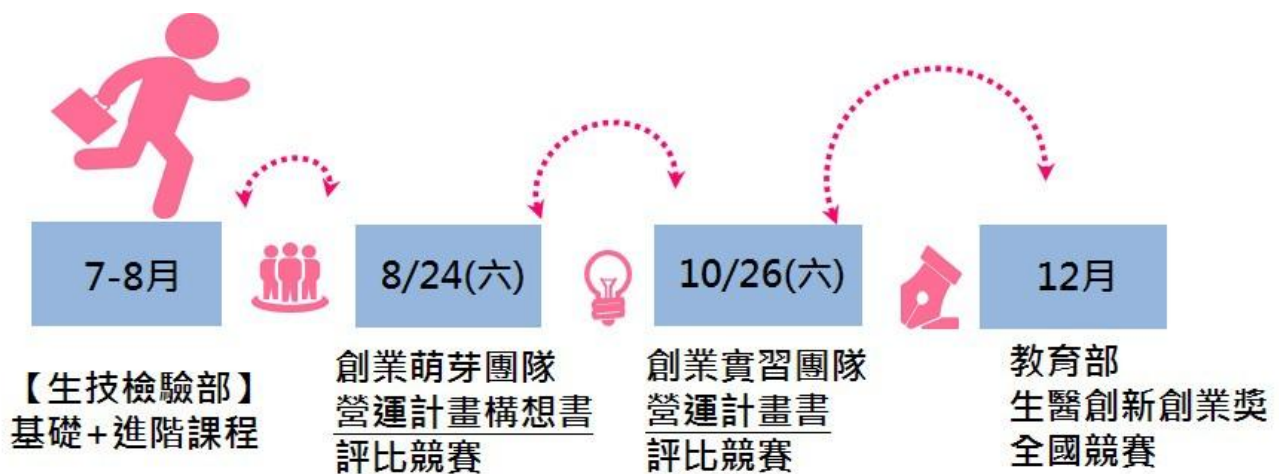 7-8月
8/24(六)
10/26(六)
12月
【生技檢驗部】
基礎+進階課程
創業萌芽團隊
營運計畫構想書
評比競賽
創業實習團隊
營運計畫書
評比競賽
教育部
生醫創新創業獎
全國競賽